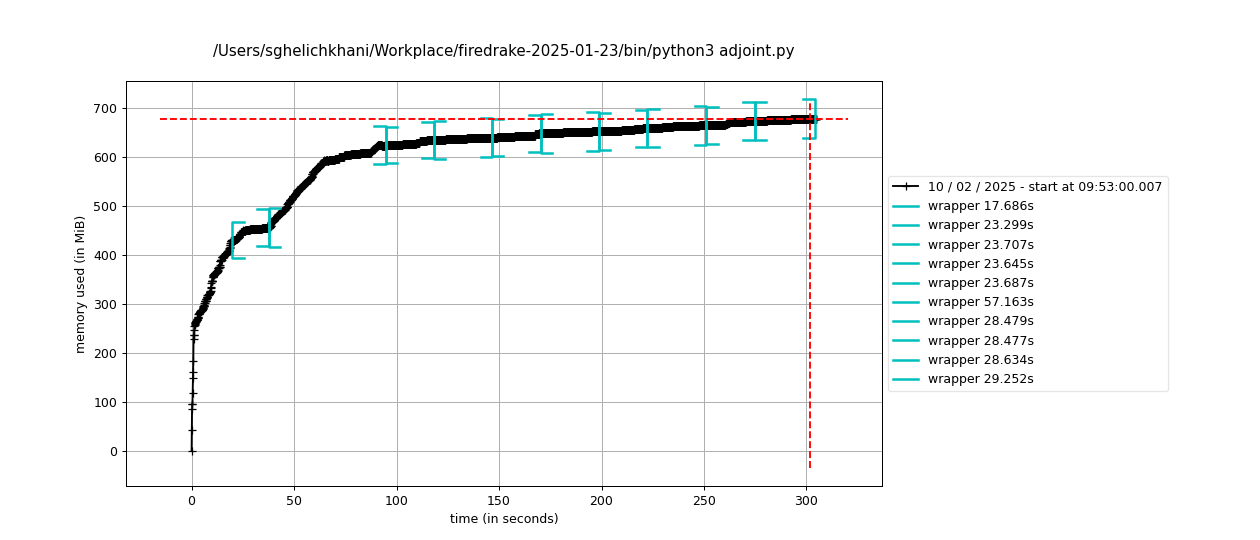 /Users/sghelichkhani/Workplace/firedrake-2025-01-23/bin/python3 adjoint.py
memory used (in MiB)
700
600
500
400
300
200
100
0
0 50 100 150 200 250 300
time (in seconds)
10 / 02 / 2025 - start at 09:53:00.007
wrapper 17.686s
wrapper 23.299s
wrapper 23.707s
wrapper 23.645s
wrapper 23.687s
wrapper 57.163s
wrapper 28.479s
wrapper 28.477s
wrapper 28.634s
wrapper 29.252s